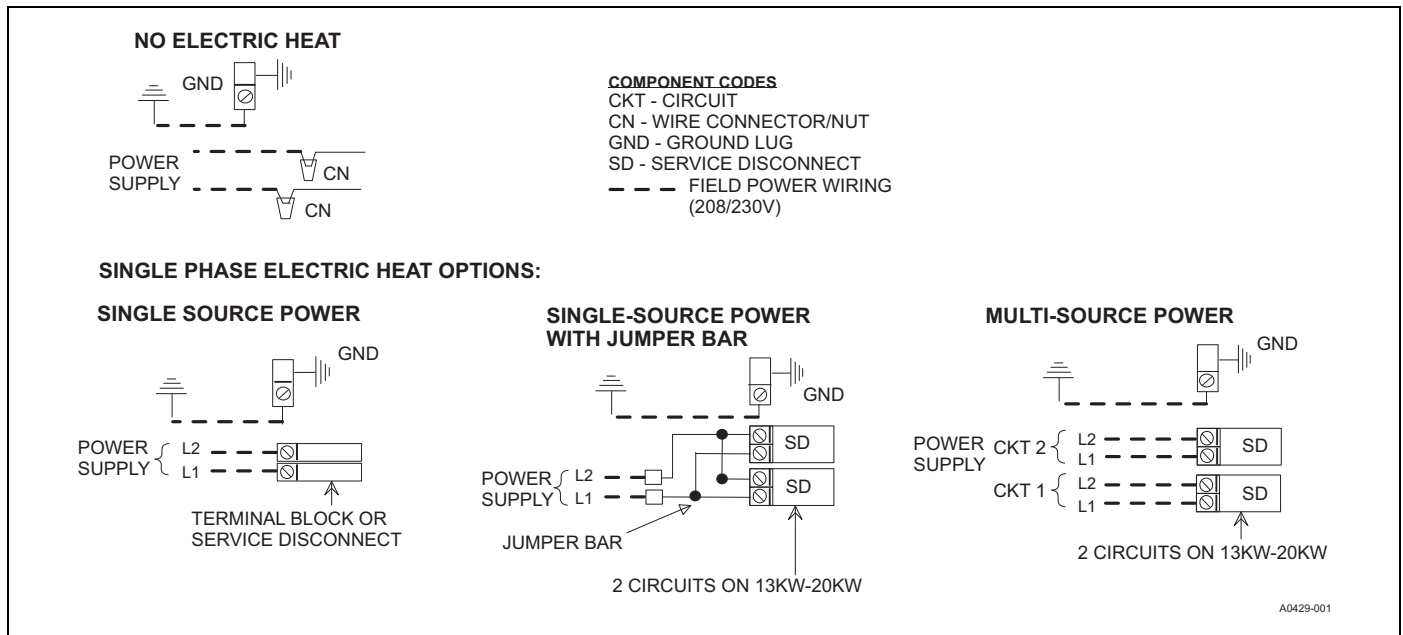 NO ELECTRIC HEAT
GND
POWER
SUPPLY
CN
CN
COMPONENT CODES
CKT - CIRCUIT
CN - WIRE CONNECTOR/NUT
GND - GROUND LUG
SD - SERVICE DISCONNECT
FIELD POWER WIRING
(208/230V)
SINGLE PHASE ELECTRIC HEAT OPTIONS:
SINGLE SOURCE POWER
GND
POWER
SUPPLY
L2
L1
TERMINAL BLOCK OR
SERVICE DISCONNECT
SINGLE-SOURCE POWER
WITH JUMPER BAR
GND
SD
SD
POWER
SUPPLY
L2
L1
JUMPER BAR
2 CIRCUITS ON 13KW-20KW
MULTI-SOURCE POWER
GND
POWER
SUPPLY
CKT 2
L2
L1
SD
CKT 1
L2
L1
SD
2 CIRCUITS ON 13KW-20KW
A0429-001